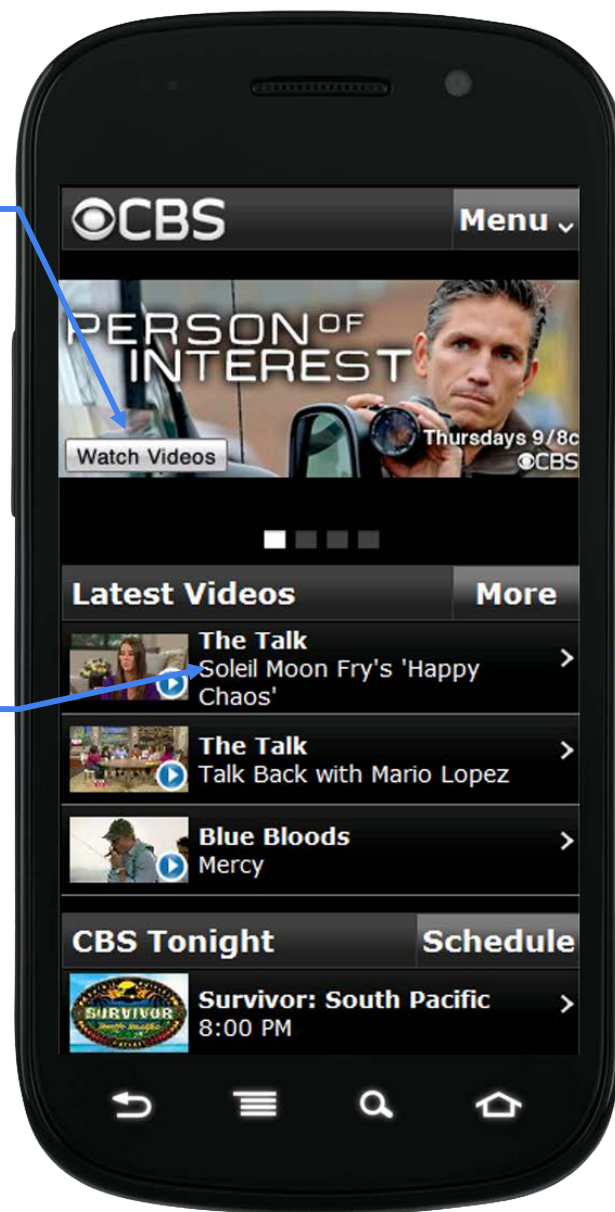 CBS
Menu
PERSON OF
INTEREST
Thursdays 9/8c
CBS
Watch Videos
Latest Videos
More
The Talk
Soleil Moon Fry's 'Happy
Chaos'
The Talk
Talk Back with Mario Lopez
Blue Bloods
Mercy
CBS Tonight
Schedule
SURVIVOR
Survivor: South Pacific
8:00 PM